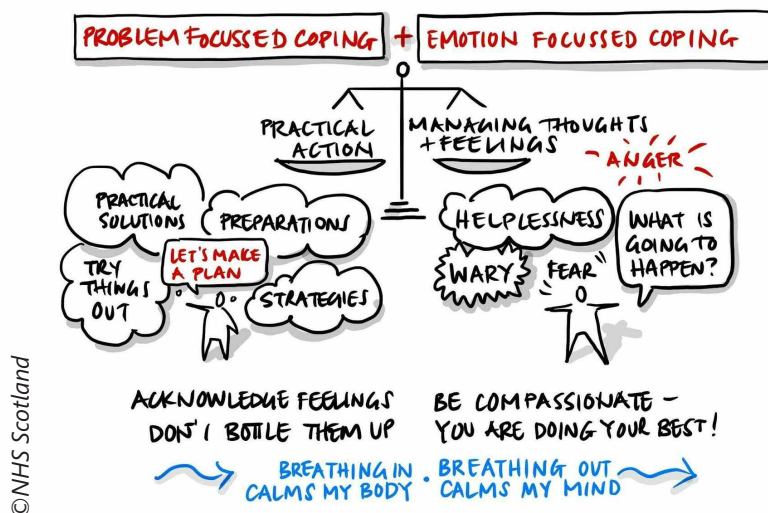 PROBLEM FOCUSSED COPING + EMOTION FOCUSSED COPING
PRACTICAL
ACTION
MANAGING THOUGHTS
+ FEELINGS
PRACTICAL
SOLUTIONS
PREPARATIONS
LET'S MAKE
A PLAN
TRY
THINGS
OUT
STRATEGIES
ANGER
HELPLESSNESS
WHAT IS
GOING TO
HAPPEN?
WARY
FEAR
ACKNOWLEDGE FEELINGS
DON'T BOTTLE THEM UP
BE COMPASSIONATE –
YOU ARE DOING YOUR BEST!
BREATHING IN
CALMS MY BODY .
BREATHING OUT
CALMS MY MIND
©NHS Scotland